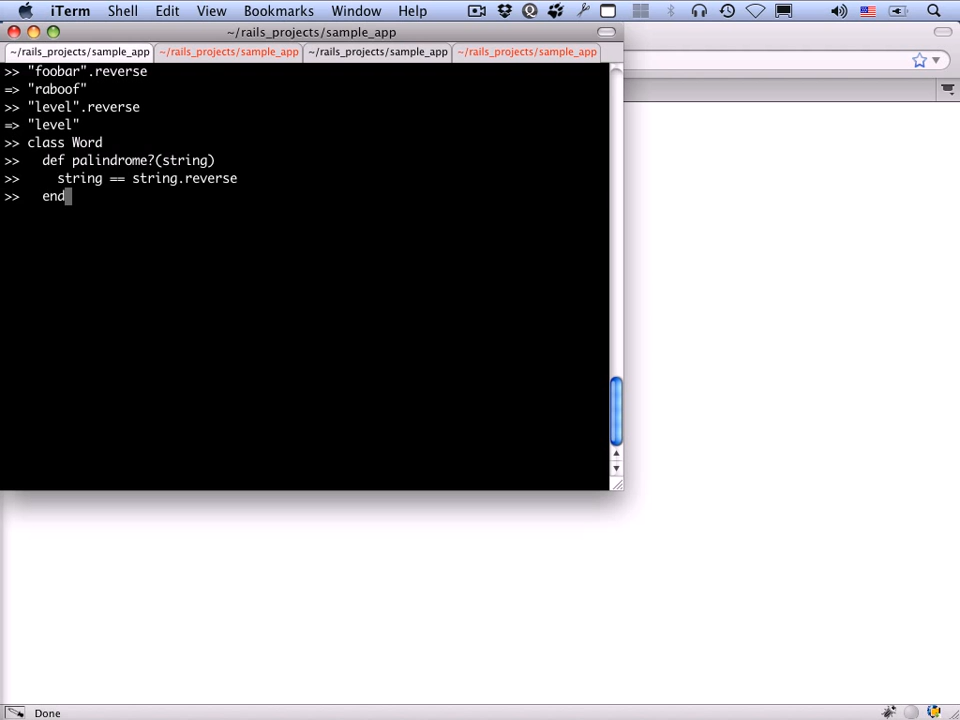 iTerm Shell Edit View Bookmarks Window Help
~/rails_projects/sample_app
~/rails_projects/sample_app ~/rails_projects/sample_app ~/rails_projects/sample_app ~/rails_projects/sample_app
>> "foobar".reverse
=> "raboof"
>> "level".reverse
=> "level"
>> class Word
>>   def palindrome?(string)
>>     string == string.reverse
>>   end
Done